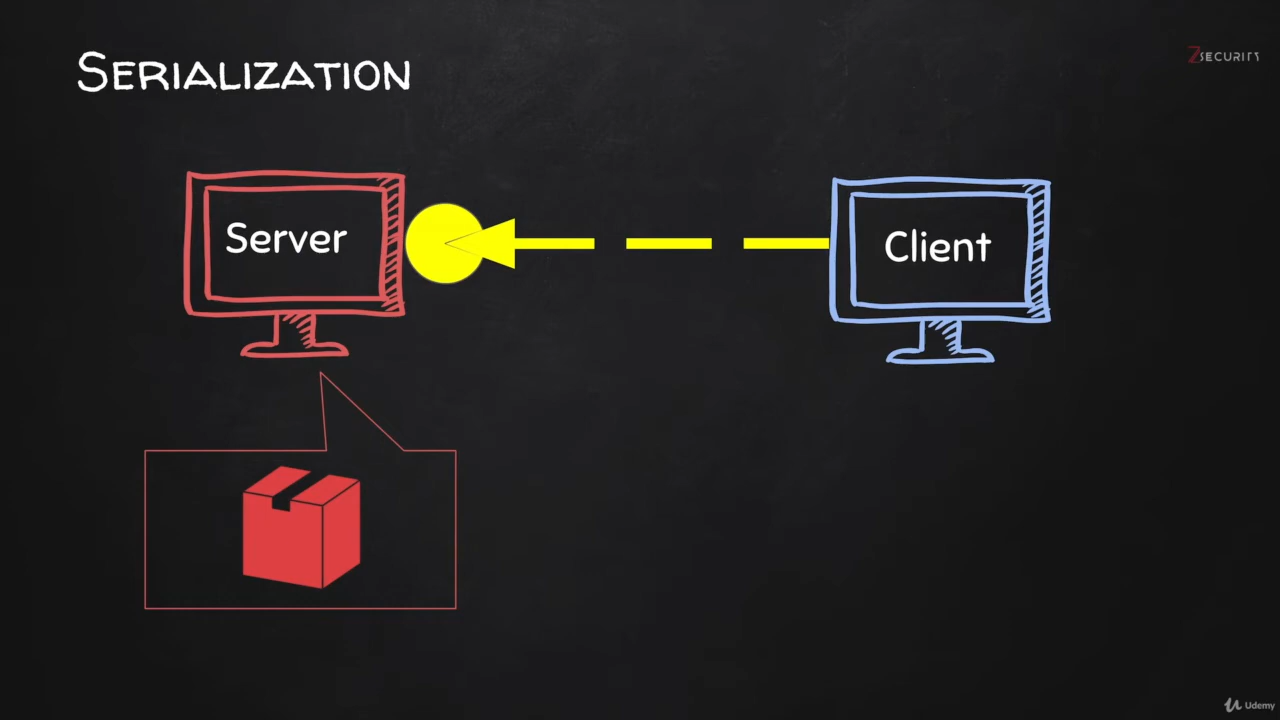 SERIALIZATION
ZSECURITY
Server
Client
Udemy